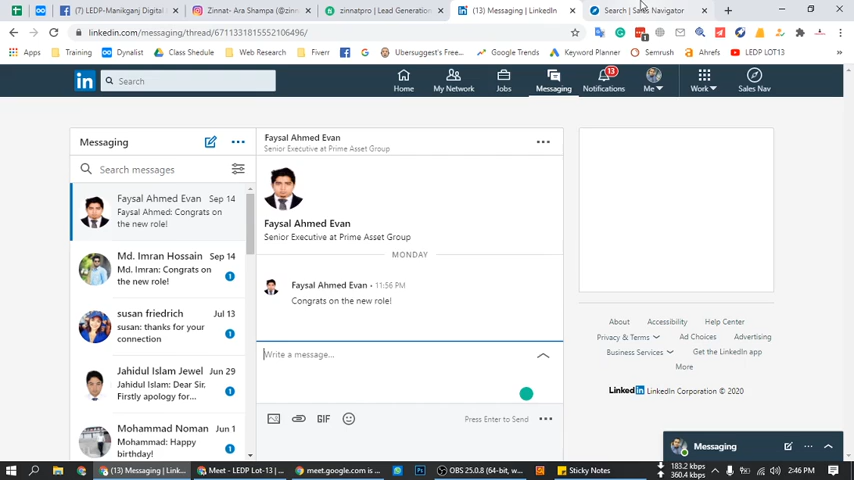 (7) LEDP-Manikganj Digital
Zinnat- Ara Shampa (@zinn
zinnatpro | Lead Generation
(13) Messaging | LinkedIn
Search | Sales Navigator
linkedin.com/messaging/thread/6711331815552106496/
Apps
Training
Dynalist
Class Shedule
Web Research
Loan BD
Ubersuggest's Free...
Google Trends
Keyword Planner
Semrush
Ahrefs
LEDP LOT13
in
Search
Home
My Network
Jobs
Messaging
13
Notifications
Me
Work
Sales Nav
Messaging
Search messages
Faysal Ahmed Evan
Sep 14
Faysal Ahmed: Congrats on
the new role!
Md. Imran Hossain
Sep 14
Md. Imran: Congrats on
the new role!
1
susan friedrich
Jul 13
susan: thanks for your
connection
1
Jahidul Islam Jewel
Jun 29
Jahidul Islam: Dear Sir,
Firstly apology for...
1
Mohammad Noman
Jun 1
Mohammad: Happy
birthday!
Faysal Ahmed Evan
Senior Executive at Prime Asset Group
Faysal Ahmed Evan
Senior Executive at Prime Asset Group
MONDAY
Faysal Ahmed Evan • 11:56 PM
Congrats on the new role!
Write a message...
GIF
Press Enter to Send
About
Accessibility
Help Center
Privacy & Terms
Ad Choices
Advertising
Business Services
Get the LinkedIn app
More
LinkedIn LinkedIn Corporation © 2020
Messaging
(13) Messaging | Link...
Meet - LEDP Lot-13 |...
meet.google.com is ...
OBS 25.0.8 (64-bit, w...
Sticky Notes
183.2 kbps
360.4 kbps
2:46 PM